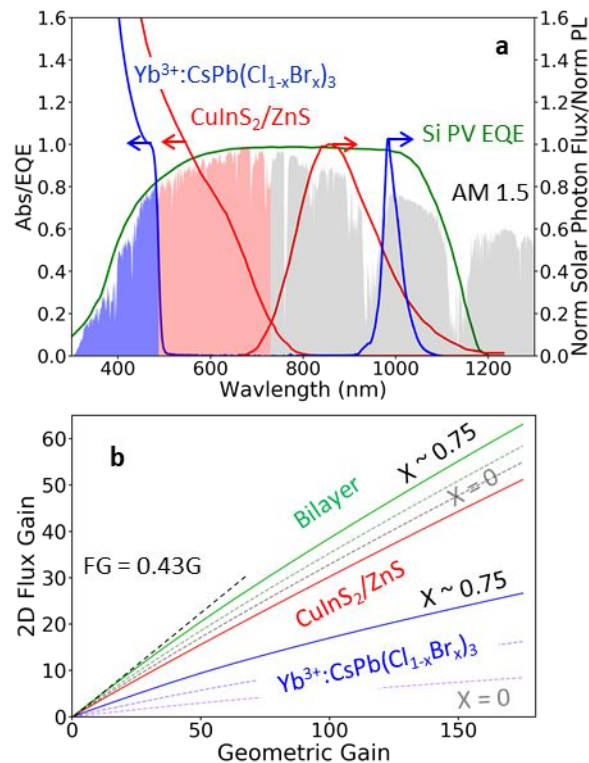 a
Yb³⁺:CsPb(Cl₁₋ₓBrₓ)₃
CuInS₂/ZnS
Si PV EQE
AM 1.5
Abs/EQE
1.6
1.4
1.2
1.0
0.8
0.6
0.4
0.2
0.0
1.6
1.4
1.2
1.0
0.8
0.6
0.4
0.2
0.0
Norm Solar Photon Flux/Norm PL
400 600 800 1000 1200
Wavelength (nm)
b
2D Flux Gain
60
50
40
30
20
10
0
X ~ 0.75
Bilayer
X = 0
FG = 0.43G
CuInS₂/ZnS
X ~ 0.75
Yb³⁺:CsPb(Cl₁₋ₓBrₓ)₃
X = 0
0 50 100 150
Geometric Gain